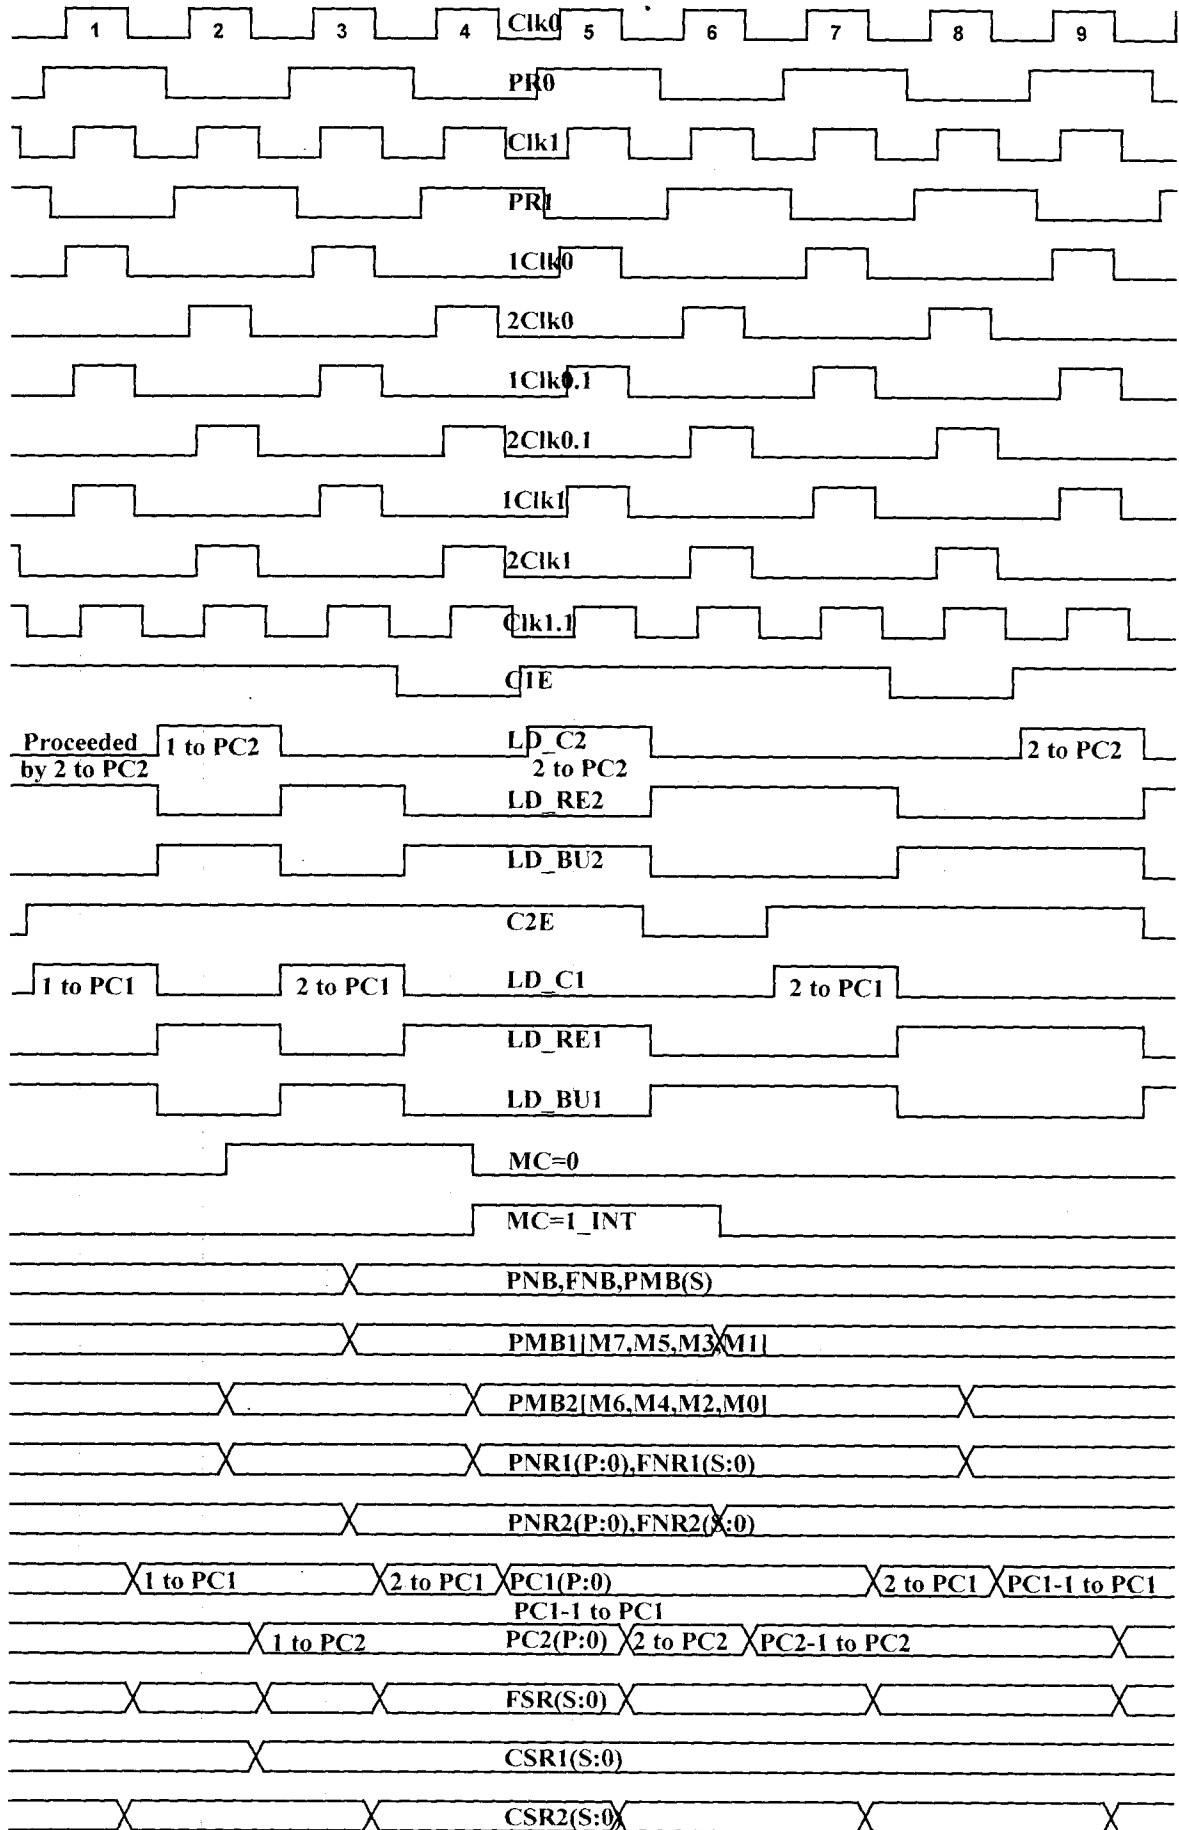 1 2 3 4 Clk0 5 6 7 8 9
PR0
Clk1
PR1
1Clk0
2Clk0
1Clk0.1
2Clk0.1
1Clk1
2Clk1
Clk1.1
C1E
Proceeded 1 to PC2 LD_C2 2 to PC2
by 2 to PC2 2 to PC2
LD_RE2
LD_BU2
C2E
1 to PC1 2 to PC1 LD_C1 2 to PC1
LD_RE1
LD_BU1
MC=0
MC=1_INT
PNB,FNB,PMB(S)
PMB1[M7,M5,M3,M1]
PMB2[M6,M4,M2,M0]
PNR1(P:0),FNR1(S:0)
PNR2(P:0),FNR2(S:0)
1 to PC1 2 to PC1 PC1(P:0) 2 to PC1 PC1-1 to PC1
PC1-1 to PC1
1 to PC2 PC2(P:0) 2 to PC2 PC2-1 to PC2
FSR(S:0)
CSR1(S:0)
CSR2(S:0)